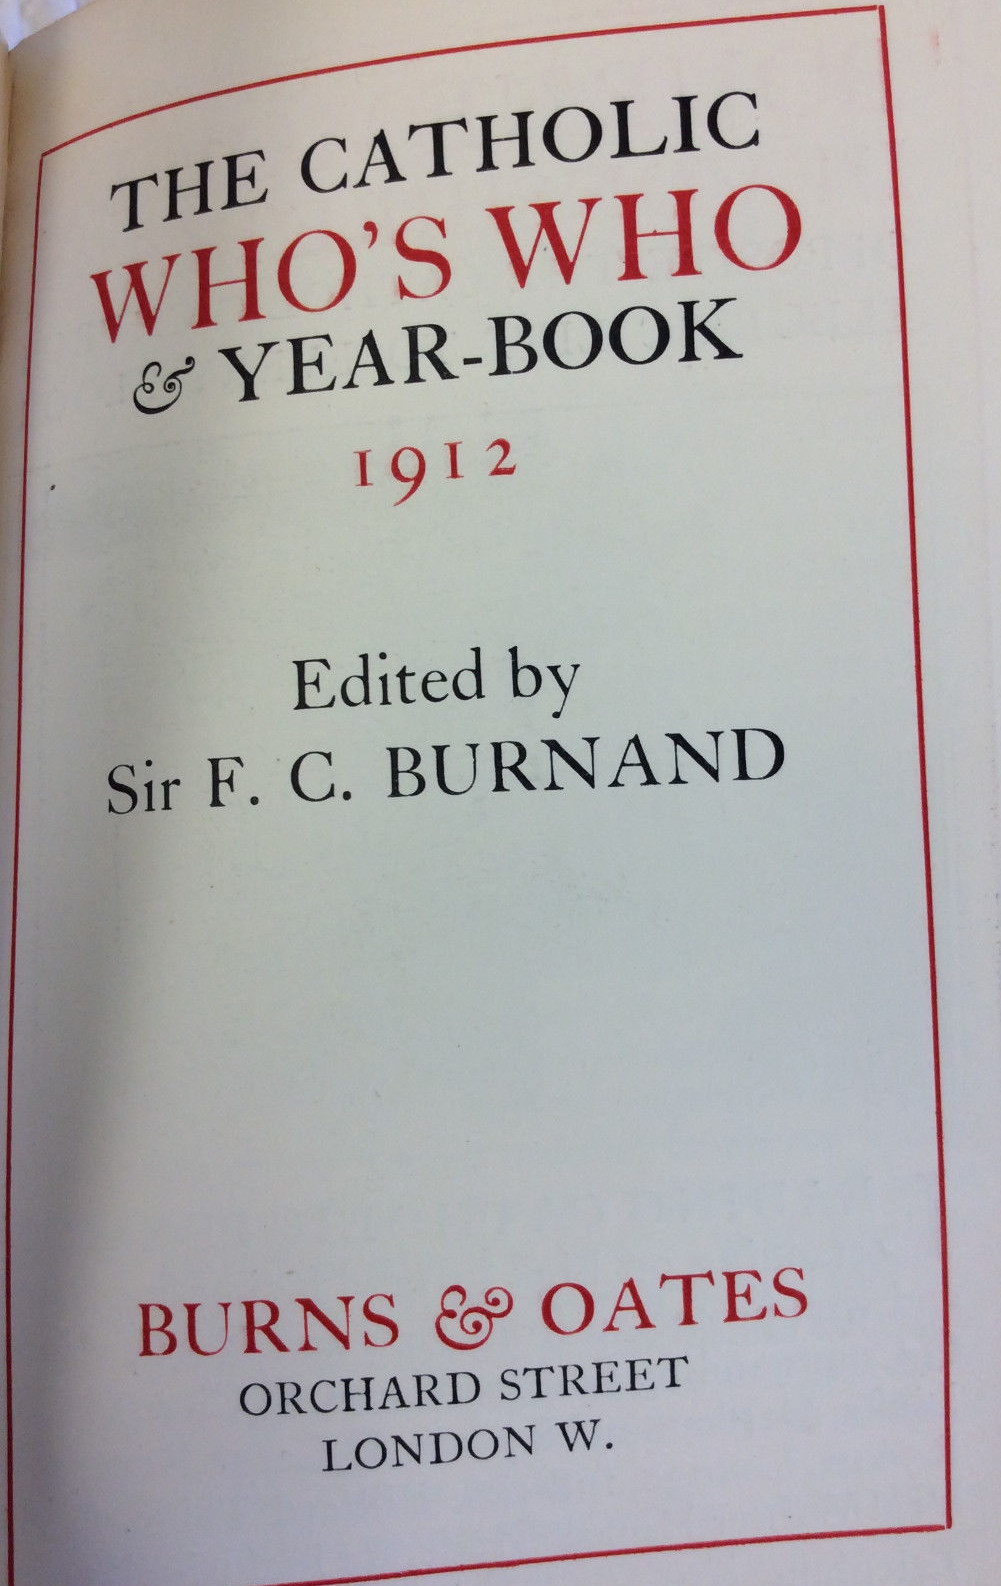 THE CATHOLIC
WHO'S WHO
& YEAR-BOOK
1912
Edited by
Sir F. C. BURNAND
BURNS & OATES
ORCHARD STREET
LONDON W.